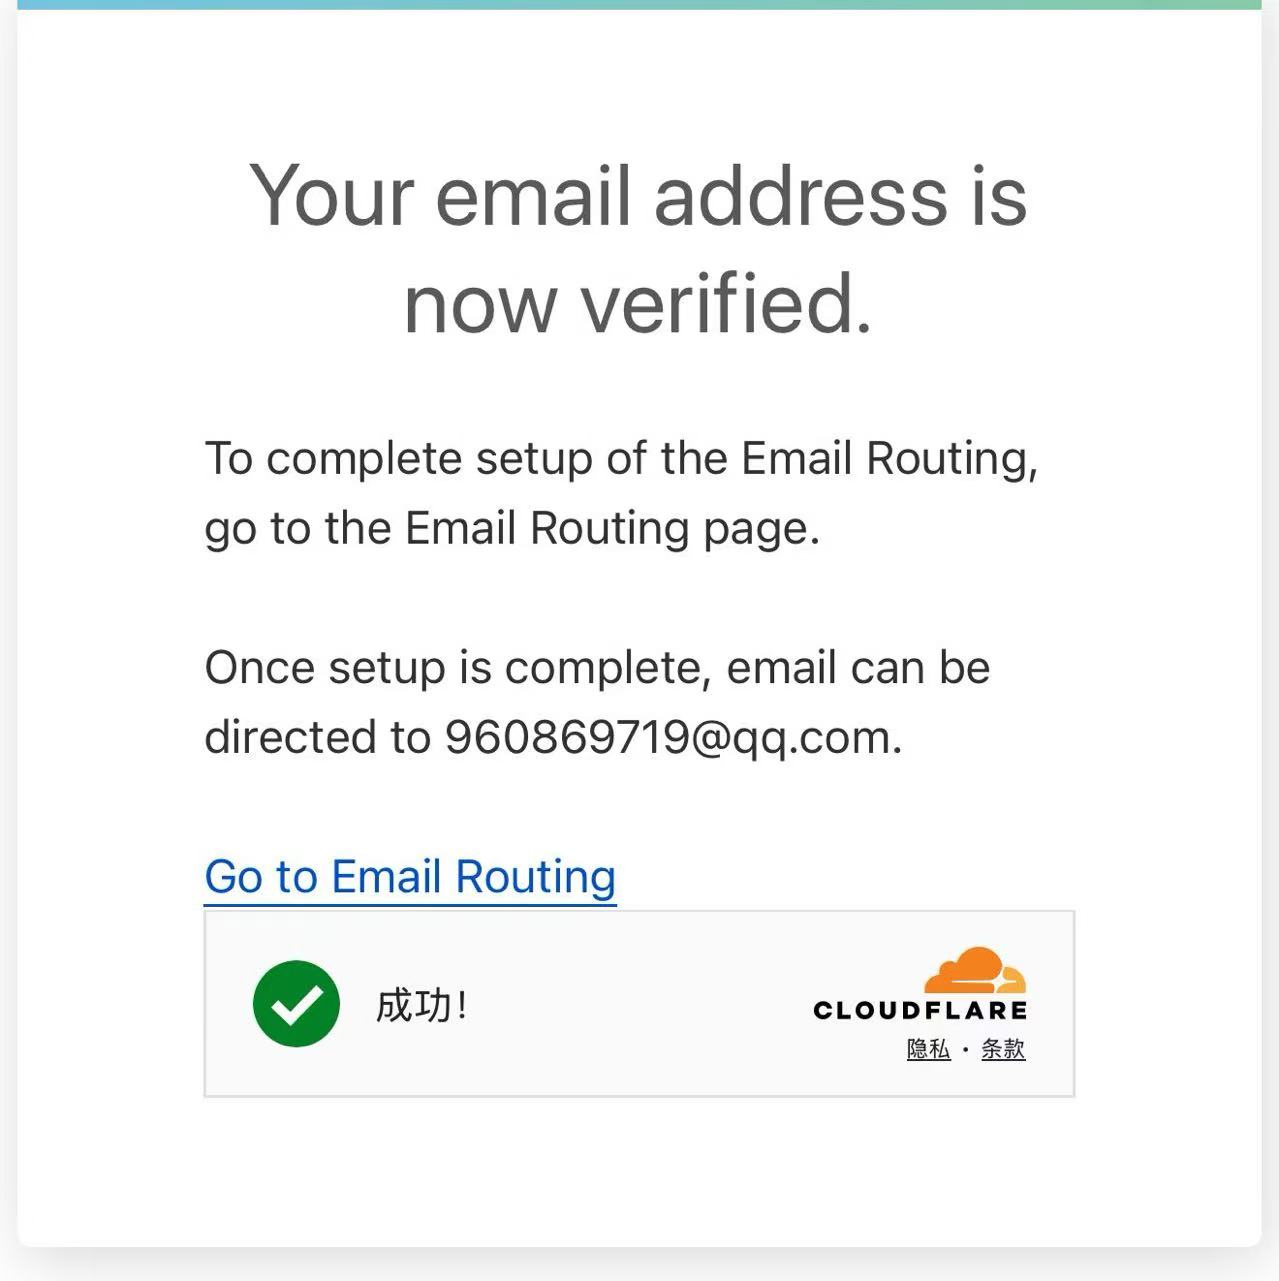 Your email address is
now verified.
To complete setup of the Email Routing,
go to the Email Routing page.
Once setup is complete, email can be
directed to 960869719@qq.com.
Go to Email Routing
成功！
CLOUDFLARE
隐私 · 条款